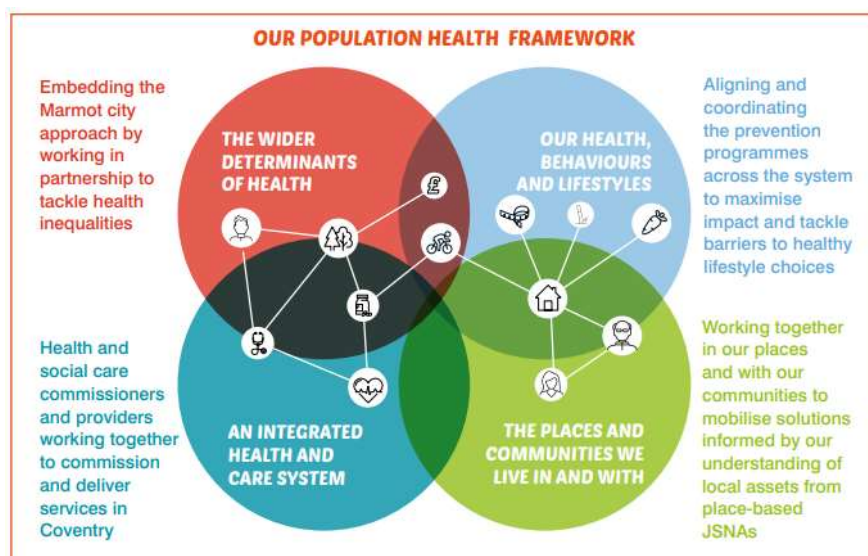 OUR POPULATION HEALTH FRAMEWORK
Embedding the
Marmot city
approach by
working in
partnership to
tackle health
inequalities
THE WIDER
DETERMINANTS
OF HEALTH
£
OUR HEALTH,
BEHAVIOURS
AND LIFESTYLES
Aligning and
coordinating
the prevention
programmes
across the system
to maximise
impact and tackle
barriers to healthy
lifestyle choices
Health and
social care
commissioners
and providers
working together
to commission
and deliver
services in
Coventry
AN INTEGRATED
HEALTH AND
CARE SYSTEM
THE PLACES AND
COMMUNITIES WE
LIVE IN AND WITH
Working together
in our places
and with our
communities to
mobilise solutions
informed by our
understanding of
local assets from
place-based
JSNAs